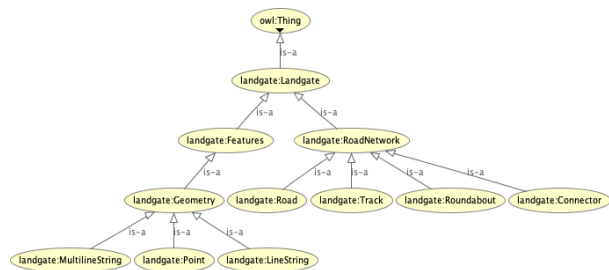 owl:Thing
is-a
landgate:Landgate
is-a
is-a
landgate:Features
landgate:RoadNetwork
is-a
is-a
is-a
is-a
is-a
landgate:Geometry
landgate:Road
landgate:Track
landgate:Roundabout
landgate:Connector
is-a
is-a
is-a
landgate:MultilineString
landgate:Point
landgate:LineString